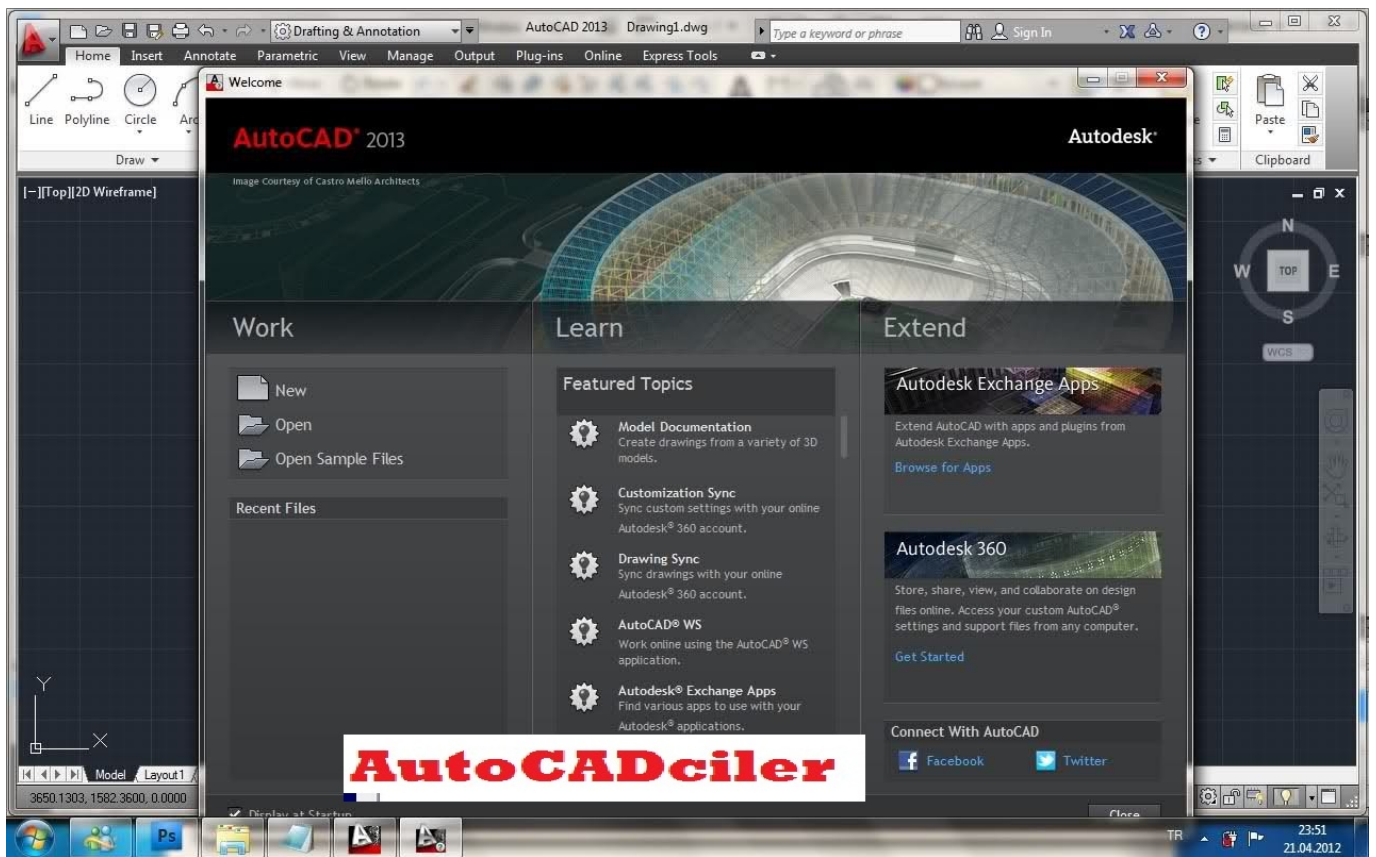 Drafting & Annotation
AutoCAD 2013 Drawing1.dwg
Type a keyword or phrase
Sign In
Home Insert Annotate Parametric View Manage Output Plug-ins Online Express Tools
Line Polyline Circle Arc
Draw
Paste
Clipboard
Welcome
AutoCAD® 2013
Autodesk®
Image Courtesy of Castro Mello Architects
[−][Top][2D Wireframe]
N
W TOP E
S
WCS
Work
New
Open
Open Sample Files
Recent Files
Learn
Featured Topics
Model Documentation
Create drawings from a variety of 3D
models.
Customization Sync
Sync custom settings with your online
Autodesk® 360 account.
Drawing Sync
Sync drawings with your online
Autodesk® 360 account.
AutoCAD® WS
Work online using the AutoCAD® WS
application.
Autodesk® Exchange Apps
Find various apps to use with your
Autodesk® applications.
Extend
Autodesk Exchange Apps
Extend AutoCAD with apps and plugins from
Autodesk Exchange Apps.
Browse for Apps
Autodesk 360
Store, share, view, and collaborate on design
files online. Access your custom AutoCAD®
settings and support files from any computer.
Get Started
Connect With AutoCAD
Facebook Twitter
AutoCADciler
Y
X
Model Layout1
3650.1303, 1582.3600, 0.0000
Display at Startup
Close
Ps
TR
23:51
21.04.2012